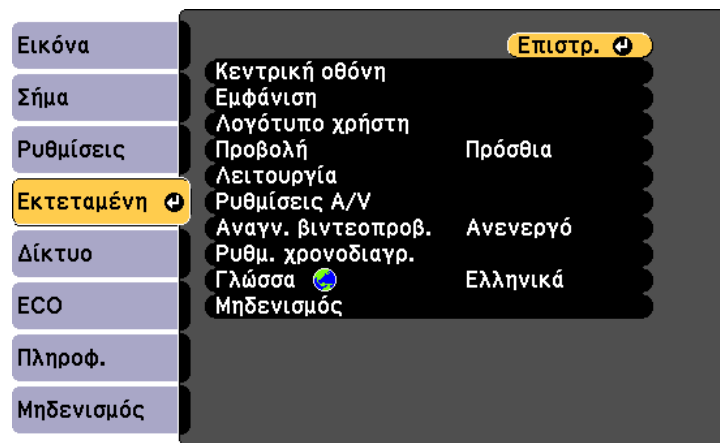 Εικόνα
Σήμα
Ρυθμίσεις
Εκτεταμένη
Δίκτυο
ECO
Πληροφ.
Μηδενισμός
Επιστρ.
Κεντρική οθόνη
Εμφάνιση
Λογότυπο χρήστη
Προβολή Πρόσθια
Λειτουργία
Ρυθμίσεις A/V
Αναγν. βιντεοπροβ. Ανενεργό
Ρυθμ. χρονοδιαγρ.
Γλώσσα Ελληνικά
Μηδενισμός